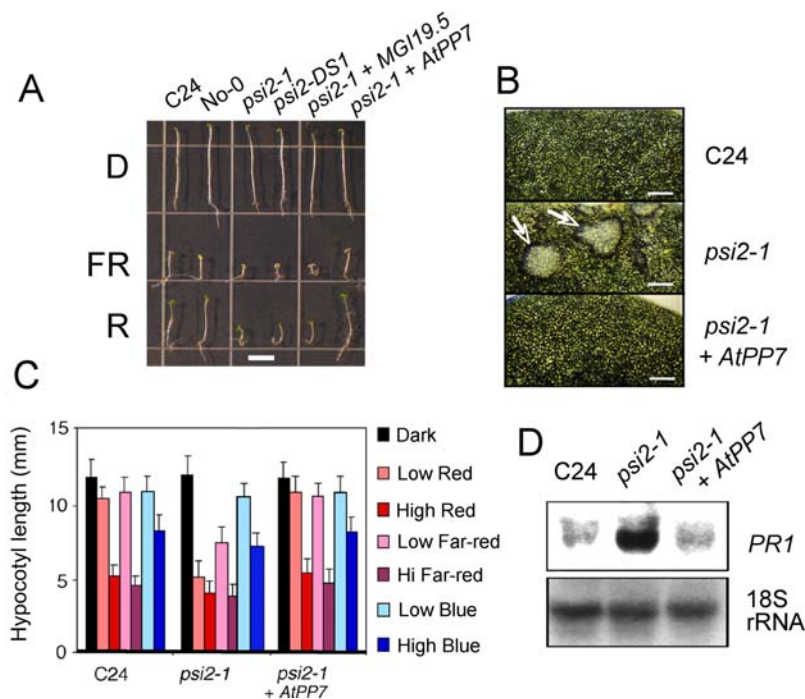 A
C24
No-0
psi2-1
psi2-DS1
psi2-1 + MGI19.5
psi2-1 + AtPP7
D
FR
R
B
C24
psi2-1
psi2-1
+ AtPP7
C
Hypocotyl length (mm)
15
10
5
0
C24
psi2-1
psi2-1
+ AtPP7
Dark
Low Red
High Red
Low Far-red
Hi Far-red
Low Blue
High Blue
D
C24
psi2-1
psi2-1
+ AtPP7
PR1
18S
rRNA